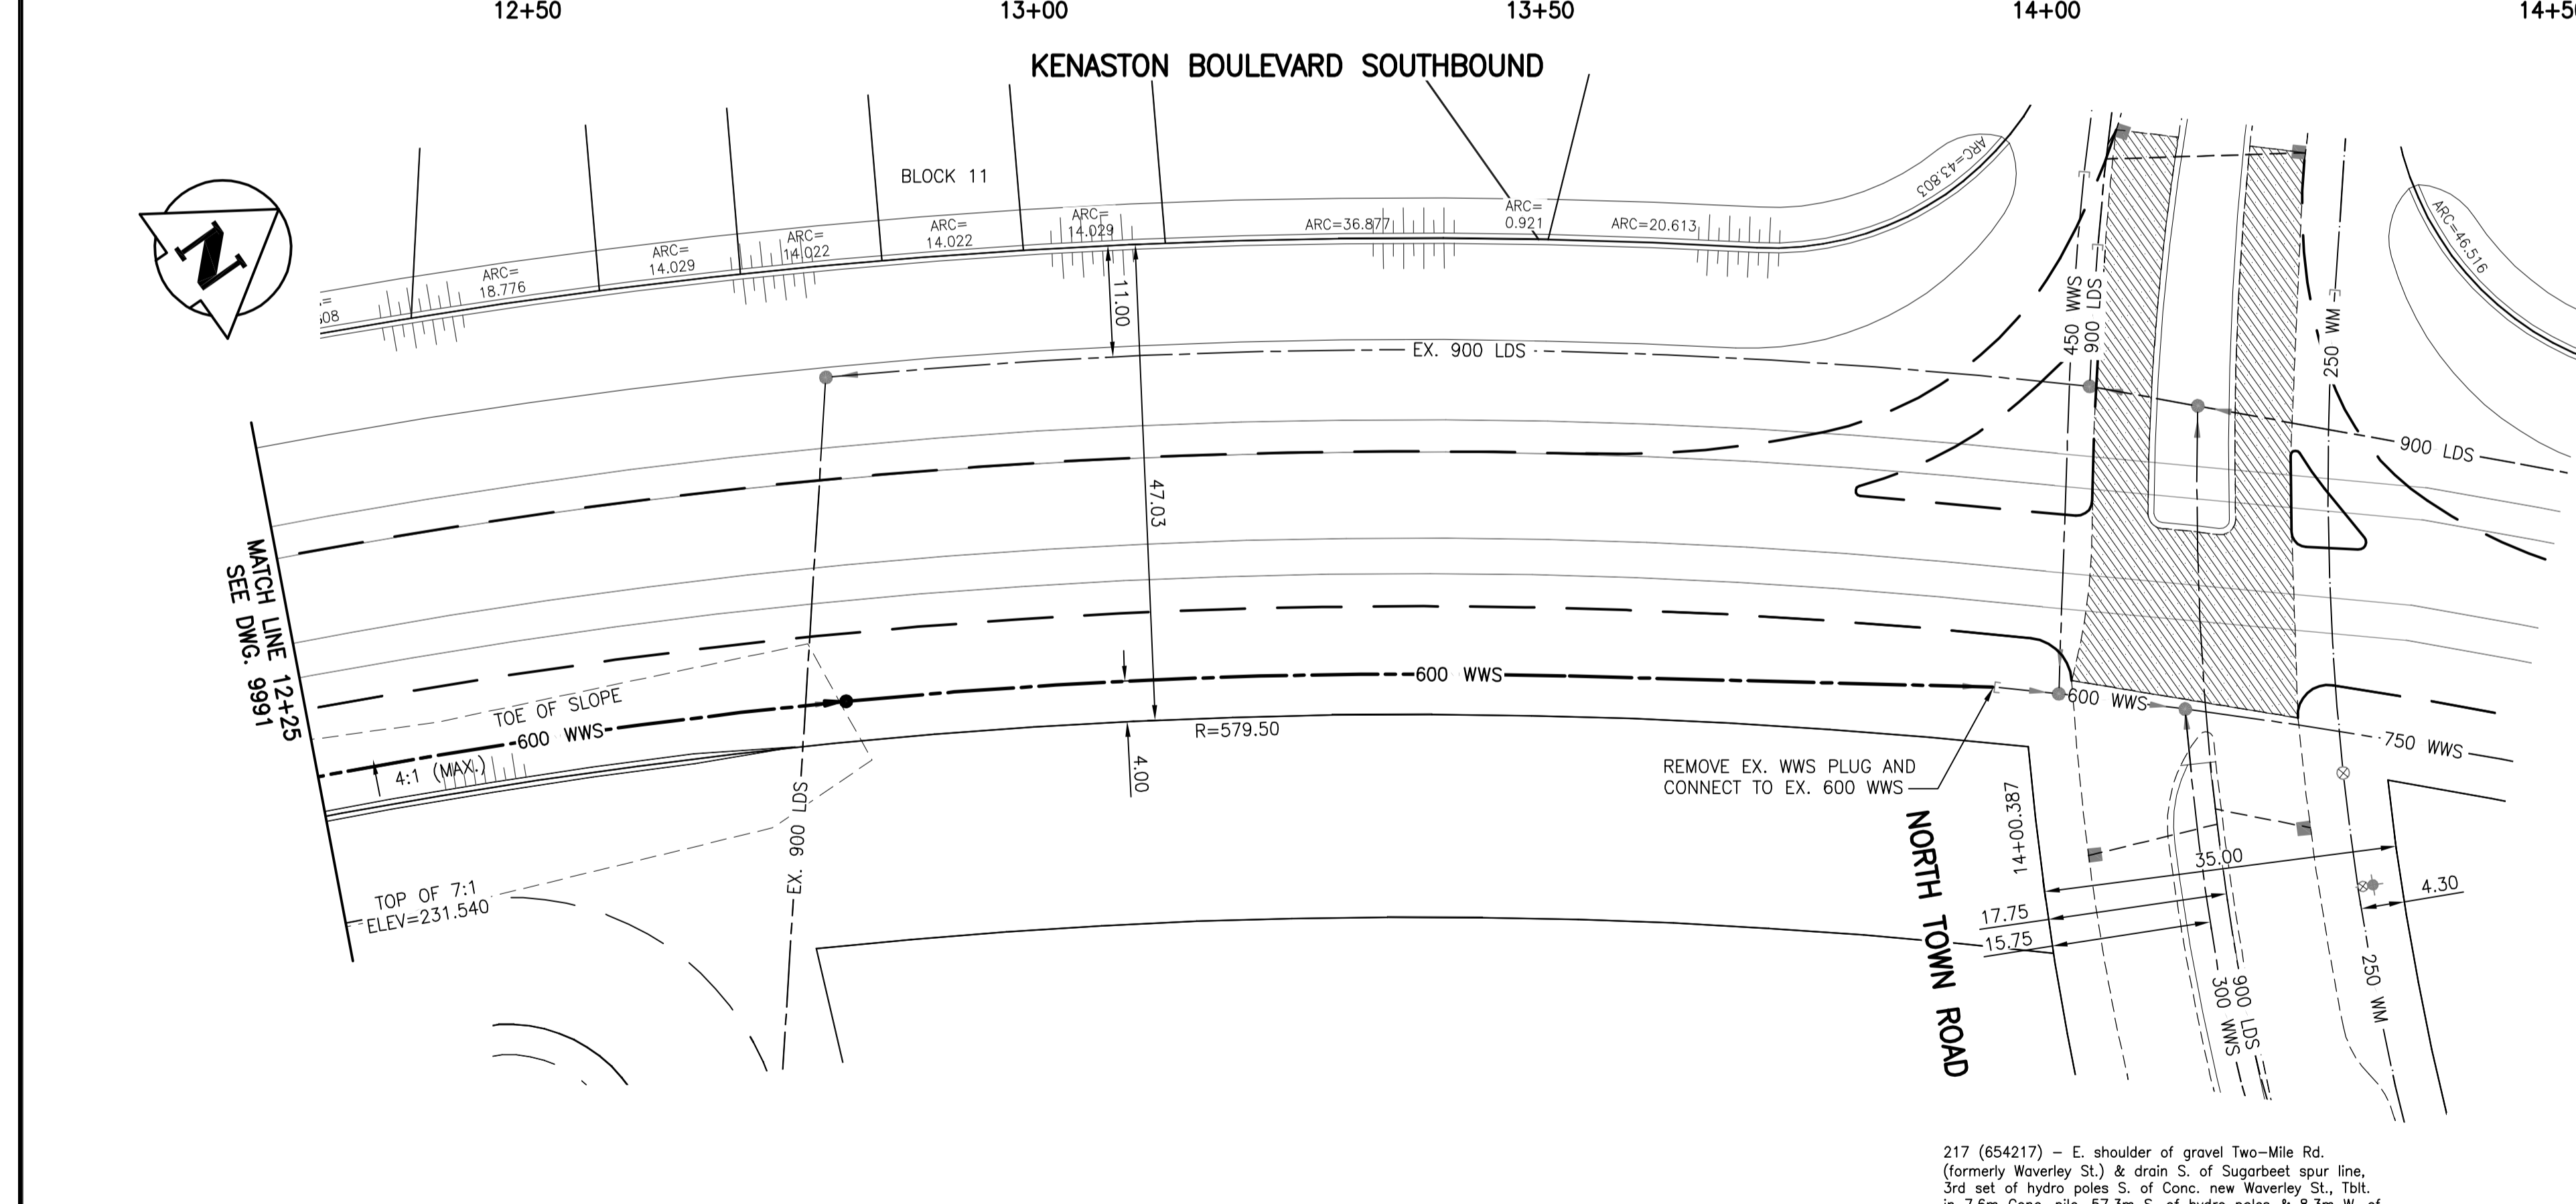 12+50
13+00
13+50
14+00
KENASTON BOULEVARD SOUTHBOUND
N
BLOCK 11
ARC=
18.776
ARC=
14.029
ARC=
14.022
ARC=
14.022
ARC=
14.029
ARC=36.877
ARC=
0.921
ARC=20.613
ARC=43.803
ARC=46.516
11.00
47.03
EX. 900 LDS
450 WWS
900 LDS
250 WM
900 LDS
MATCH LINE 12+25
SEE DWG. 9991
TOE OF SLOPE
600 WWS
4:1 (MAX.)
600 WWS
600 WWS
750 WWS
R=579.50
4.00
EX. 900 LDS
REMOVE EX. WWS PLUG AND
CONNECT TO EX. 600 WWS
NORTH TOWN ROAD
14+00.387
35.00
4.30
17.75
15.75
TOP OF 7:1
ELEV=231.540
300 WWS
900 LDS
250 WM
217 (654217) – E. shoulder of gravel Two–Mile Rd.
(formerly Waverley St.) & drain S. of Sugarbeet spur line,
3rd set of hydro poles S. of Conc. new Waverley St., Tblt.